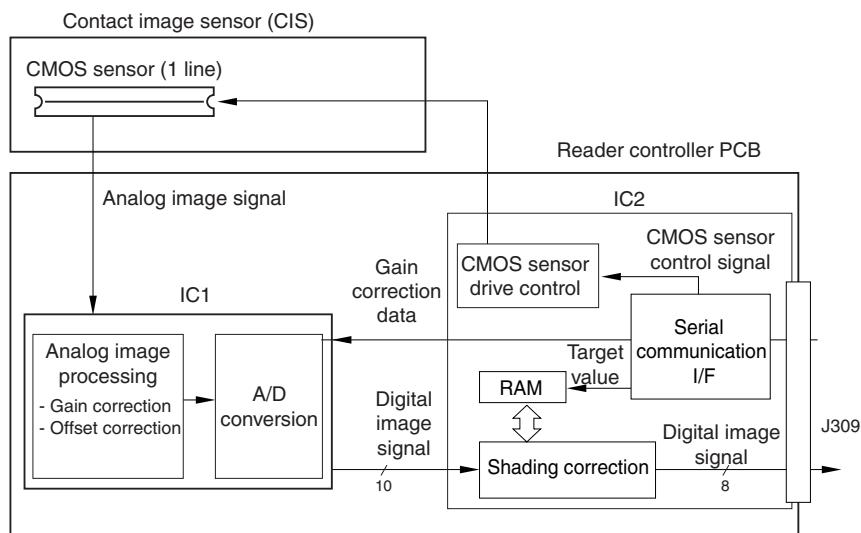 Contact image sensor (CIS)
CMOS sensor (1 line)
Reader controller PCB
Analog image signal
IC2
CMOS sensor
control signal
CMOS sensor
drive control
Gain
correction
data
IC1
Serial
communication
I/F
Analog image
processing
- Gain correction
- Offset correction
A/D
conversion
Target
value
RAM
Digital
image
signal
10
Shading correction
Digital image
signal
8
J309